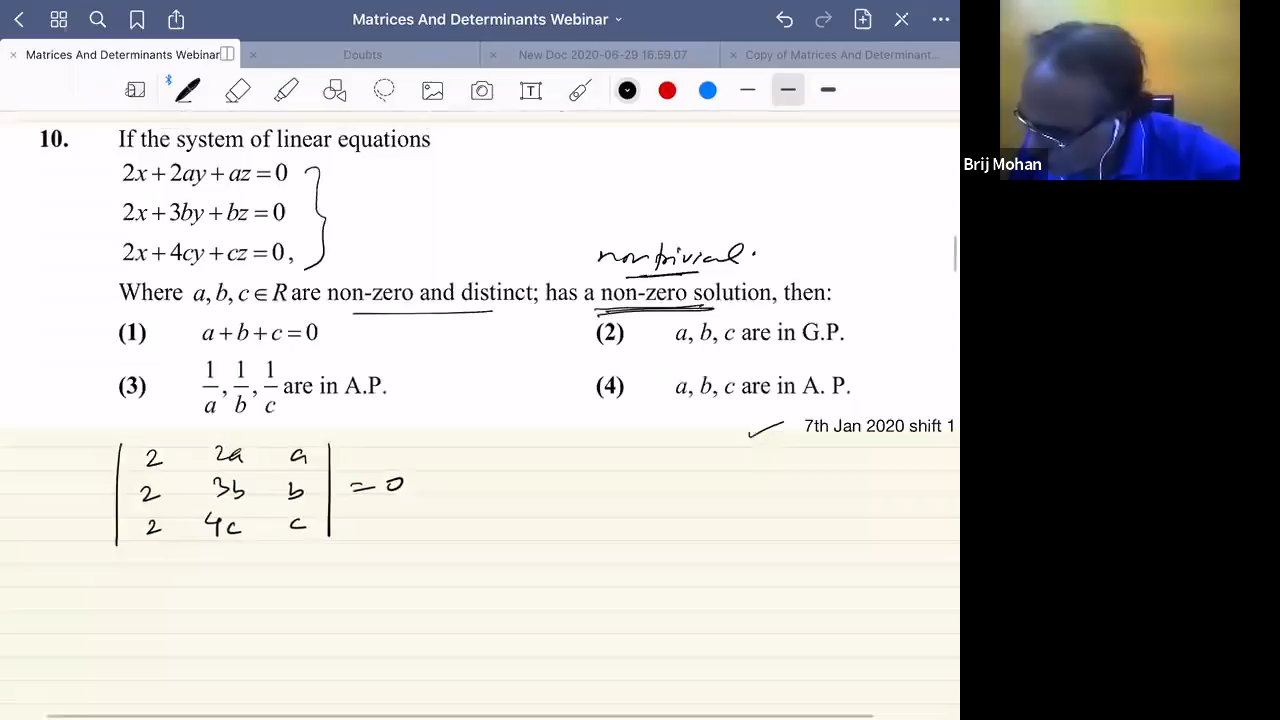 Matrices And Determinants Webinar
Matrices And Determinants Webinar
Doubts
New Doc 2020-06-29 16.59.07
Copy of Matrices And Determinant...
T
Brij Mohan
10. If the system of linear equations
2x+2ay+az=0
2x+3by+bz=0
2x+4cy+cz=0,
nontrivial.
Where a,b,c∈R are non-zero and distinct; has a non-zero solution, then:
(1) a+b+c=0 (2) a, b, c are in G.P.
(3) 1/a, 1/b, 1/c are in A.P. (4) a, b, c are in A. P.
7th Jan 2020 shift 1
| 2 2a a |
| 2 3b b | = 0
| 2 4c c |